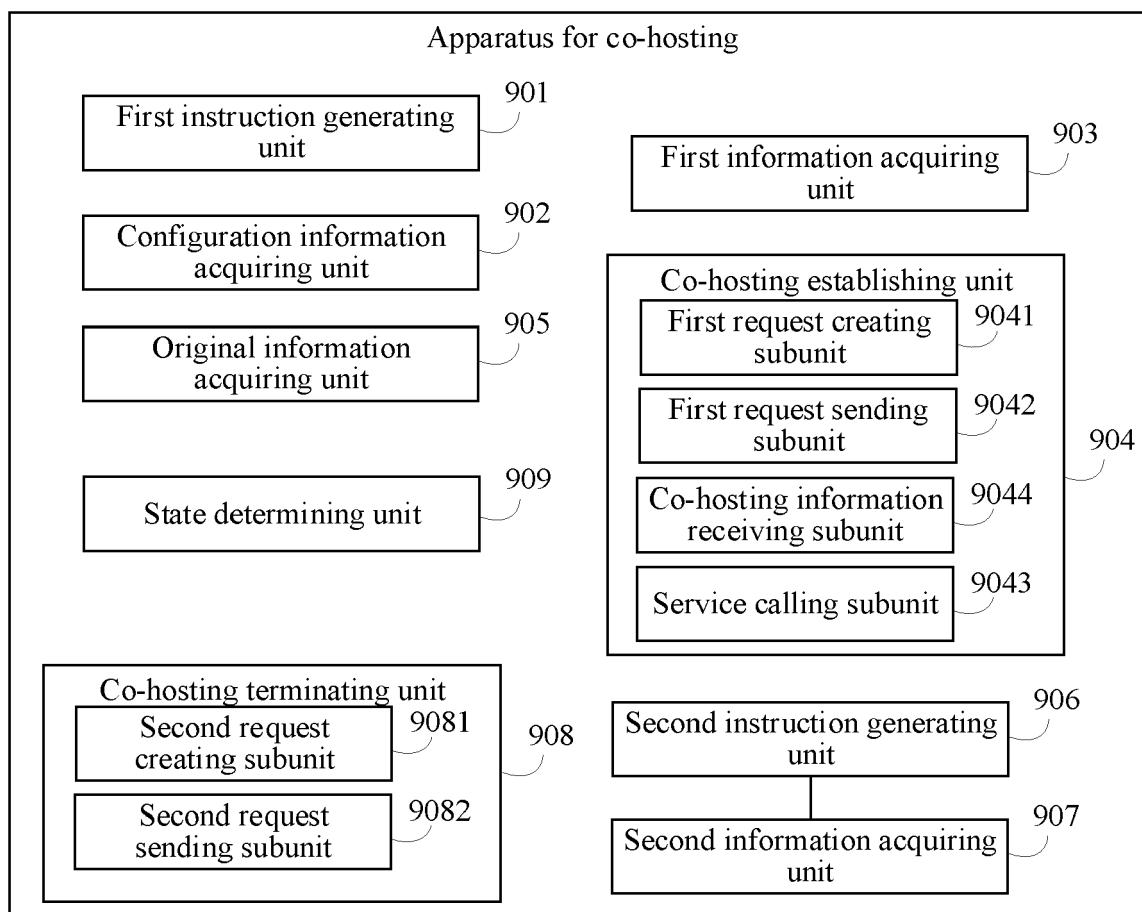 Apparatus for co-hosting
901
First instruction generating
unit
903
First information acquiring
unit
902
Configuration information
acquiring unit
905
Original information
acquiring unit
909
State determining unit
Co-hosting establishing unit
9041
First request creating
subunit
9042
First request sending
subunit
904
9044
Co-hosting information
receiving subunit
9043
Service calling subunit
Co-hosting terminating unit
9081
Second request
creating subunit
908
9082
Second request
sending subunit
906
Second instruction generating
unit
907
Second information acquiring
unit